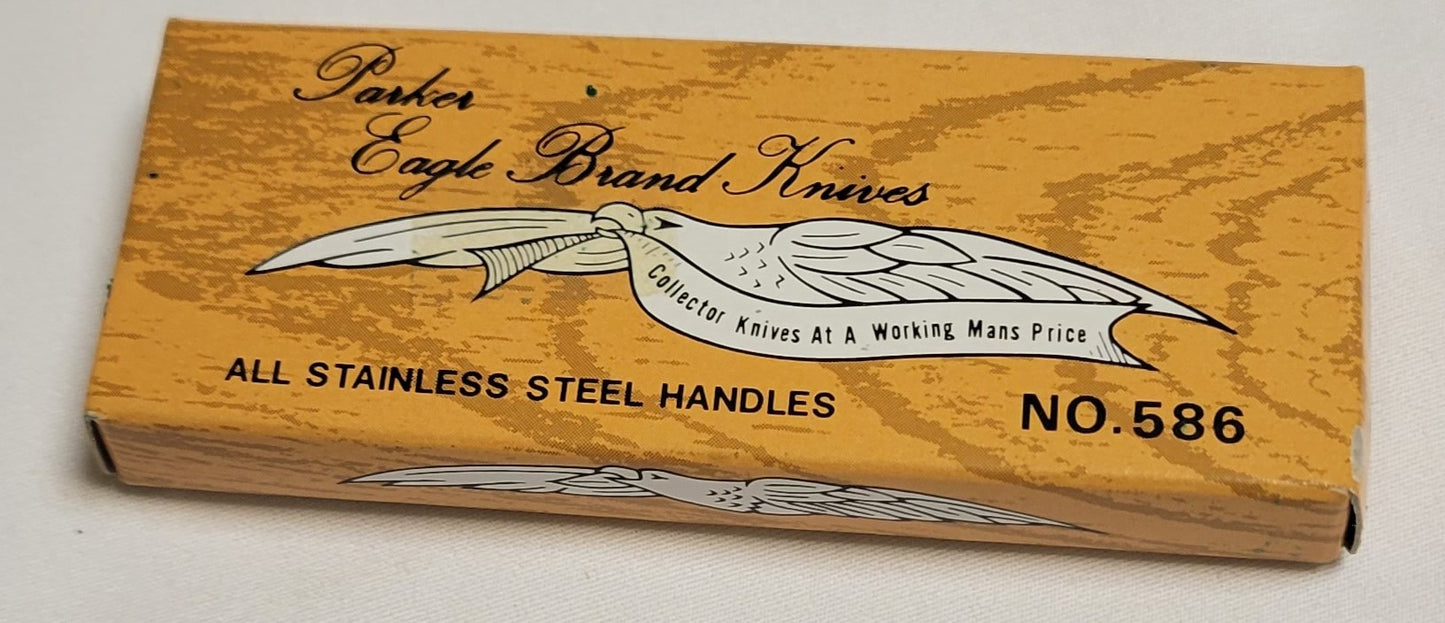 Parker
Eagle Brand Knives
Collector Knives At A Working Mans Price
ALL STAINLESS STEEL HANDLES
NO.586